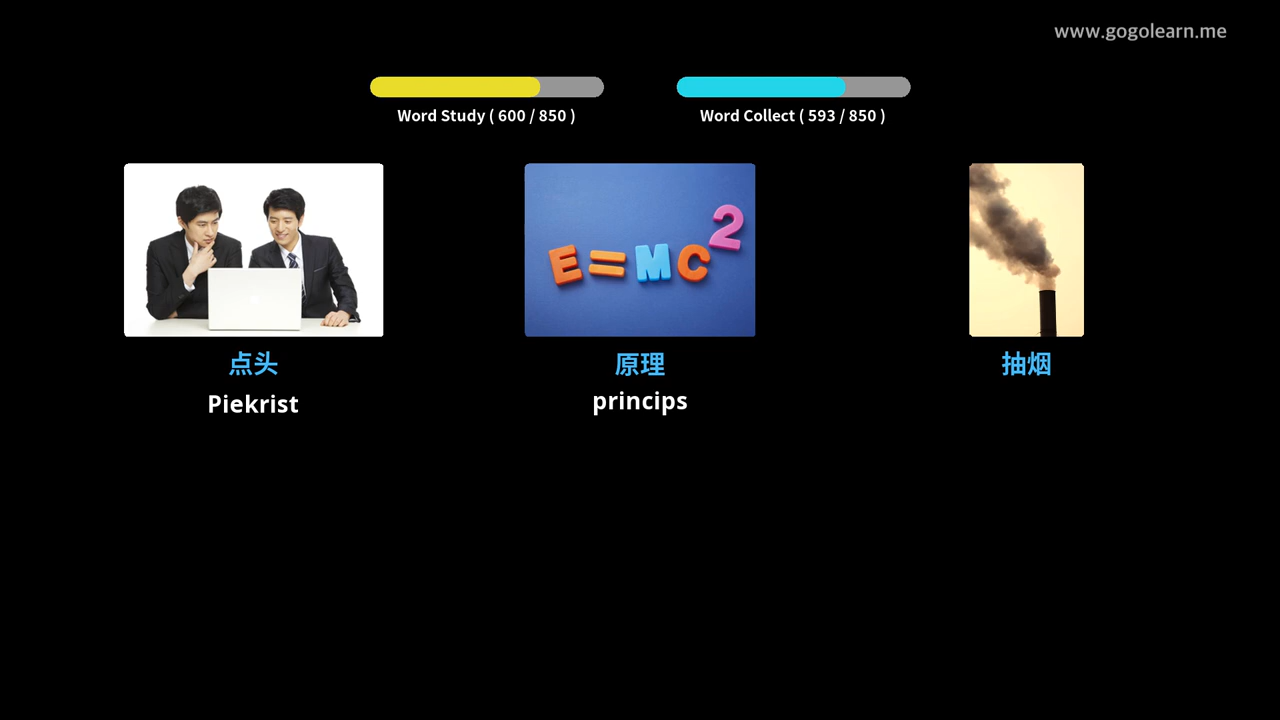 www.gogolearn.me
Word Study ( 600 / 850 )
Word Collect ( 593 / 850 )
E=MC2
点头
原理
抽烟
Piekrist
princips